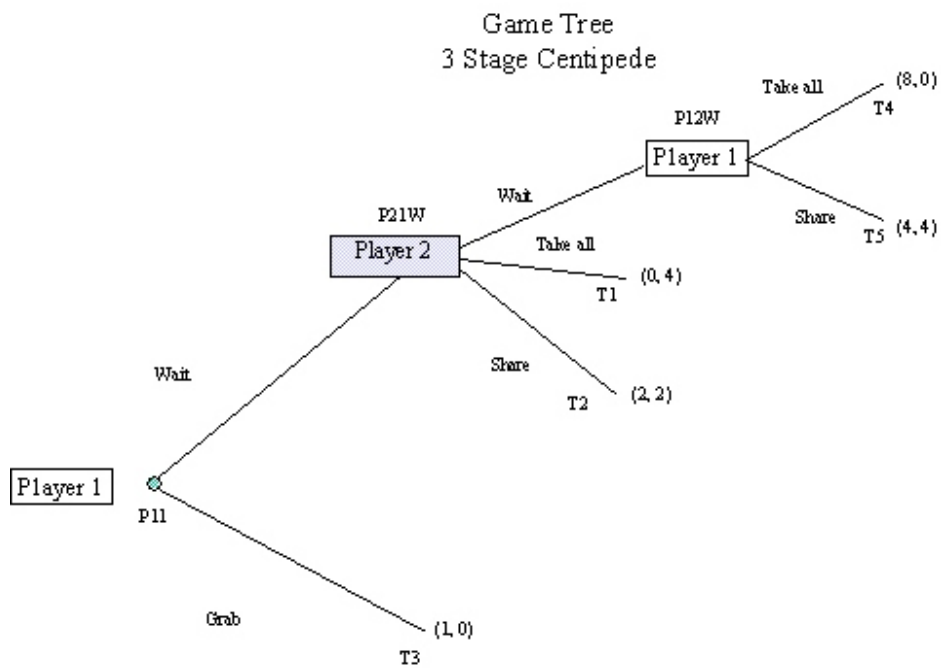 Game Tree
3 Stage Centipede
Take all
(8, 0)
T4
P12W
Player 1
Wait
Share
T5
(4, 4)
P21W
Player 2
Take all
T1
(0, 4)
Share
T2
(2, 2)
Wait
Player 1
P11
Grab
(1, 0)
T3